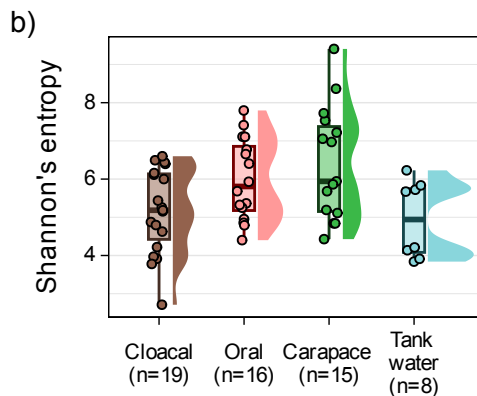 b)
Shannon's entropy
8
6
4
Cloacal
(n=19)
Oral
(n=16)
Carapace
(n=15)
Tank
water
(n=8)